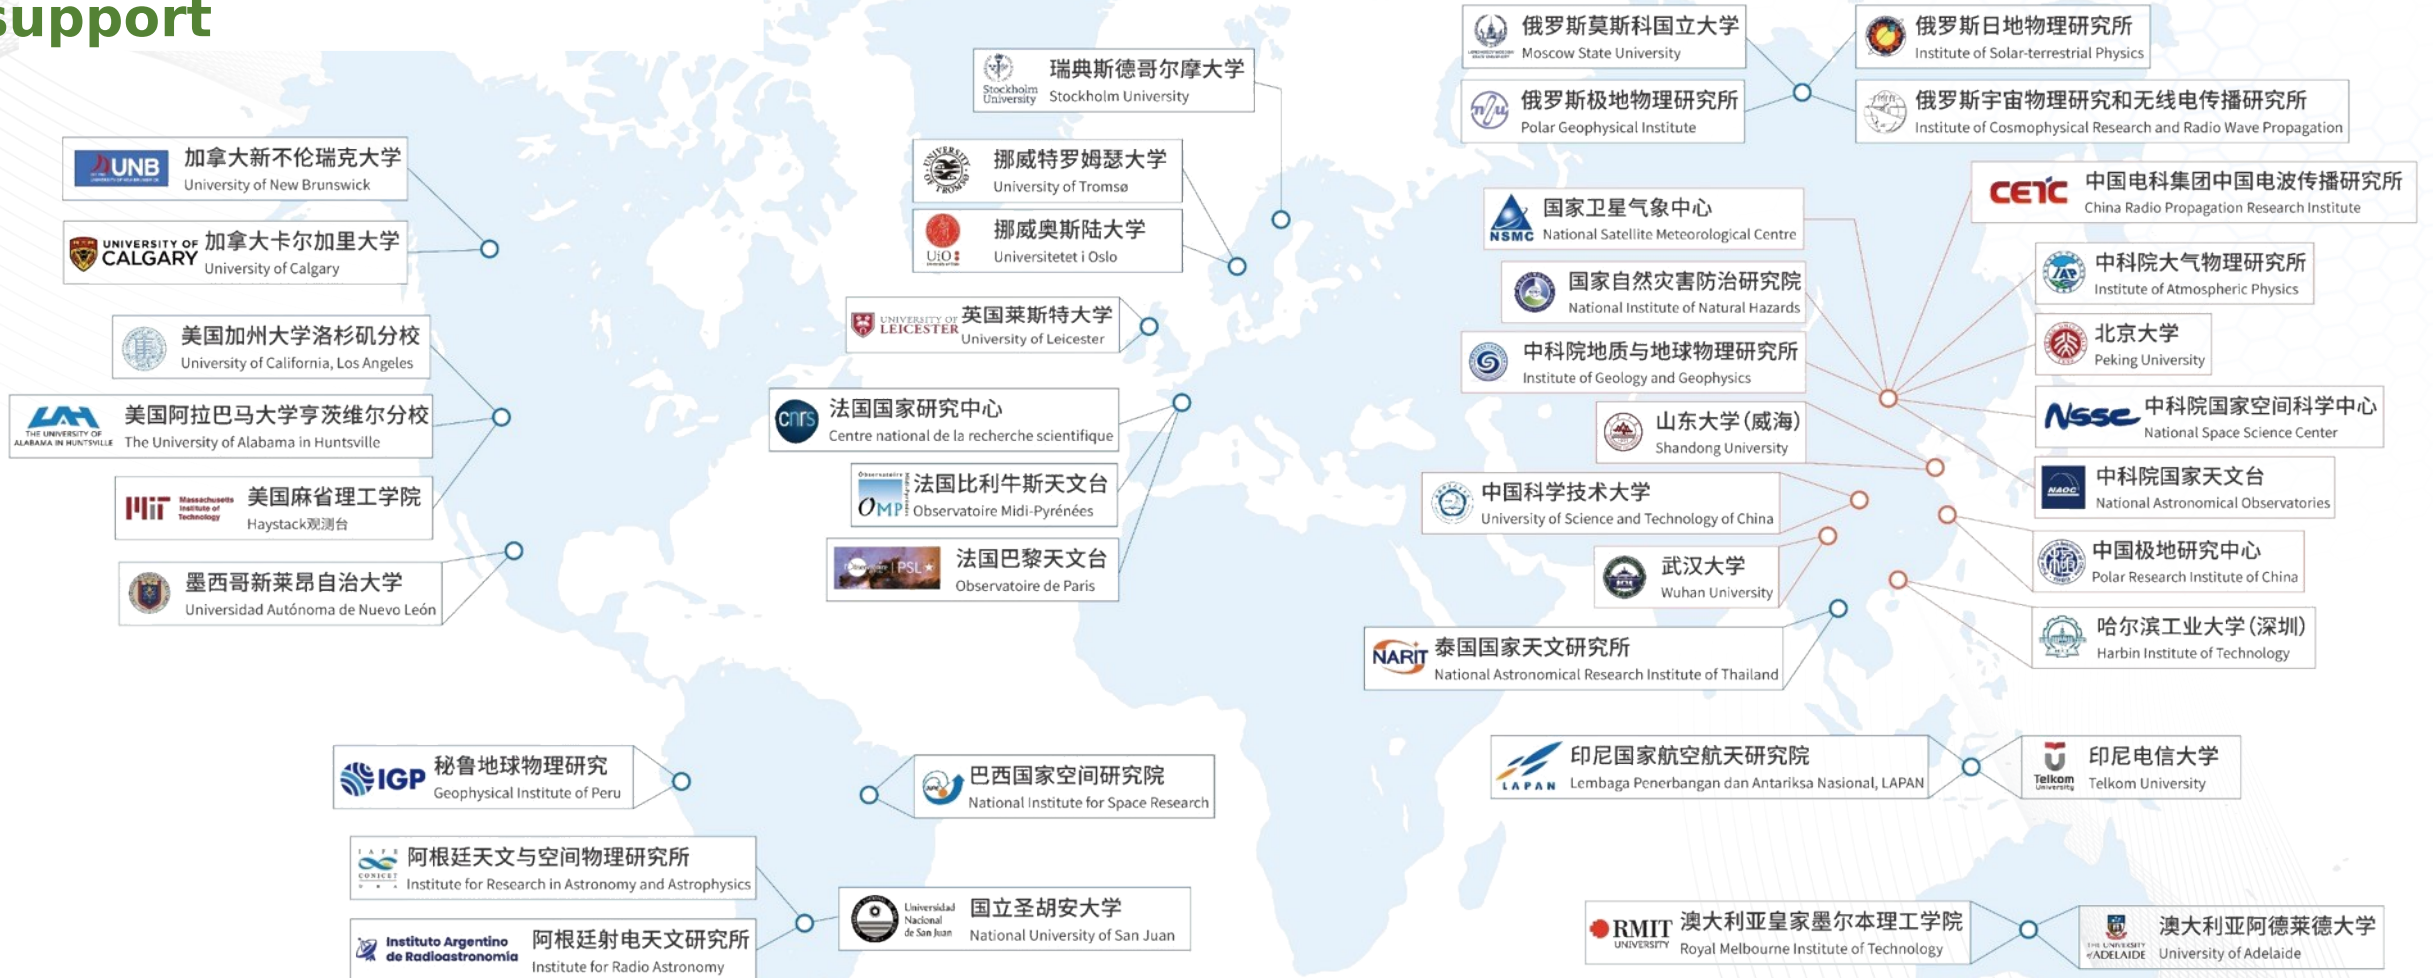 support
瑞典斯德哥尔摩大学
Stockholm University
Stockholm University
俄罗斯莫斯科国立大学
Moscow State University
俄罗斯日地物理研究所
Institute of Solar-terrestrial Physics
俄罗斯极地物理研究所
Polar Geophysical Institute
俄罗斯宇宙物理研究和无线电传播研究所
Institute of Cosmophysical Research and Radio Wave Propagation
UNB
加拿大新不伦瑞克大学
University of New Brunswick
UNIVERSITY OF CALGARY
加拿大卡尔加里大学
University of Calgary
美国加州大学洛杉矶分校
University of California, Los Angeles
UAH
THE UNIVERSITY OF
ALABAMA IN HUNTSVILLE
美国阿拉巴马大学亨茨维尔分校
The University of Alabama in Huntsville
Massachusetts
Institute of
Technology
美国麻省理工学院
Haystack观测台
墨西哥新莱昂自治大学
Universidad Autónoma de Nuevo León
UNIVERSITY OF TROMSØ
挪威特罗姆瑟大学
University of Tromsø
UiO
挪威奥斯陆大学
Universitetet i Oslo
UNIVERSITY OF
LEICESTER
英国莱斯特大学
University of Leicester
cnrs
法国国家研究中心
Centre national de la recherche scientifique
Observatoire Midi-Pyrénées
OMP
法国比利牛斯天文台
Observatoire Midi-Pyrénées
l'Observatoire | PSL
法国巴黎天文台
Observatoire de Paris
NSMC
国家卫星气象中心
National Satellite Meteorological Centre
国家自然灾害防治研究院
National Institute of Natural Hazards
中科院地质与地球物理研究所
Institute of Geology and Geophysics
山东大学(威海)
Shandong University
中国科学技术大学
University of Science and Technology of China
武汉大学
Wuhan University
NARIT
泰国国家天文研究所
National Astronomical Research Institute of Thailand
CETC
中国电科集团中国电波传播研究所
China Radio Propagation Research Institute
IAP
中科院大气物理研究所
Institute of Atmospheric Physics
北京大学
Peking University
NSSC
中科院国家空间科学中心
National Space Science Center
NAOC
中科院国家天文台
National Astronomical Observatories
中国极地研究中心
Polar Research Institute of China
哈尔滨工业大学(深圳)
Harbin Institute of Technology
IGP
秘鲁地球物理研究
Geophysical Institute of Peru
巴西国家空间研究院
National Institute for Space Research
IAFE
CONICET
U B A
阿根廷天文与空间物理研究所
Institute for Research in Astronomy and Astrophysics
Instituto Argentino
de Radioastronomía
阿根廷射电天文研究所
Institute for Radio Astronomy
Universidad
Nacional
de San Juan
国立圣胡安大学
National University of San Juan
LAPAN
印尼国家航空航天研究院
Lembaga Penerbangan dan Antariksa Nasional, LAPAN
Telkom
University
印尼电信大学
Telkom University
RMIT
UNIVERSITY
澳大利亚皇家墨尔本理工学院
Royal Melbourne Institute of Technology
THE UNIVERSITY
of ADELAIDE
澳大利亚阿德莱德大学
University of Adelaide